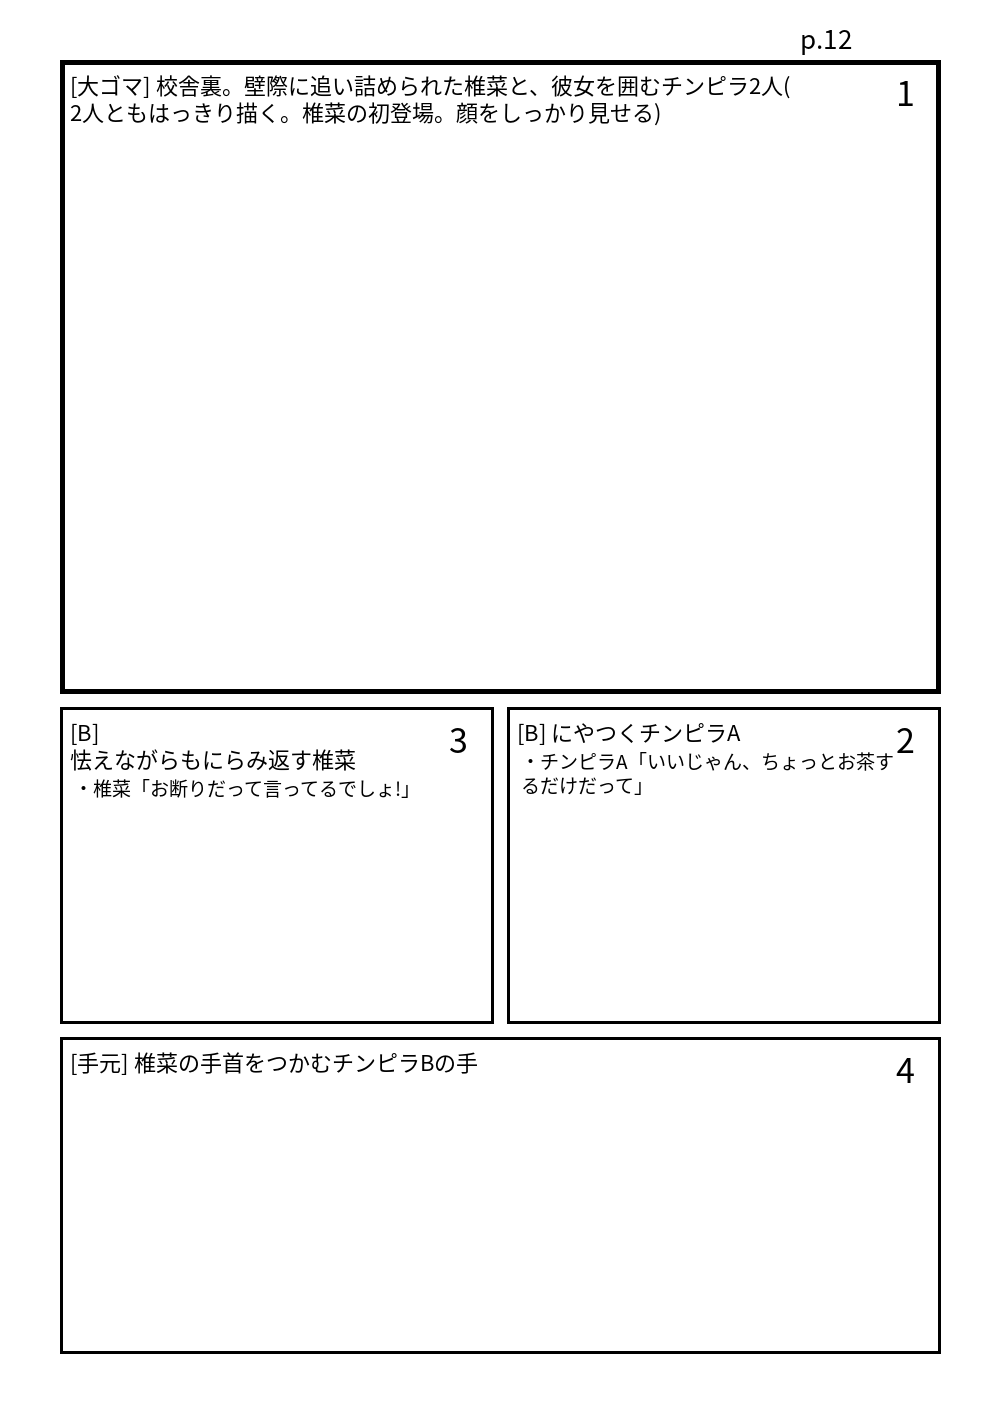 p.12
1
[大ゴマ] 校舎裏。壁際に追い詰められた椎菜と、彼女を囲むチンピラ2人(
2人ともはっきり描く。椎菜の初登場。顔をしっかり見せる)
2
[B] にやつくチンピラA
・チンピラA「いいじゃん、ちょっとお茶す
るだけだって」
3
[B]
怯えながらもにらみ返す椎菜
・椎菜「お断りだって言ってるでしょ!」
4
[手元] 椎菜の手首をつかむチンピラBの手